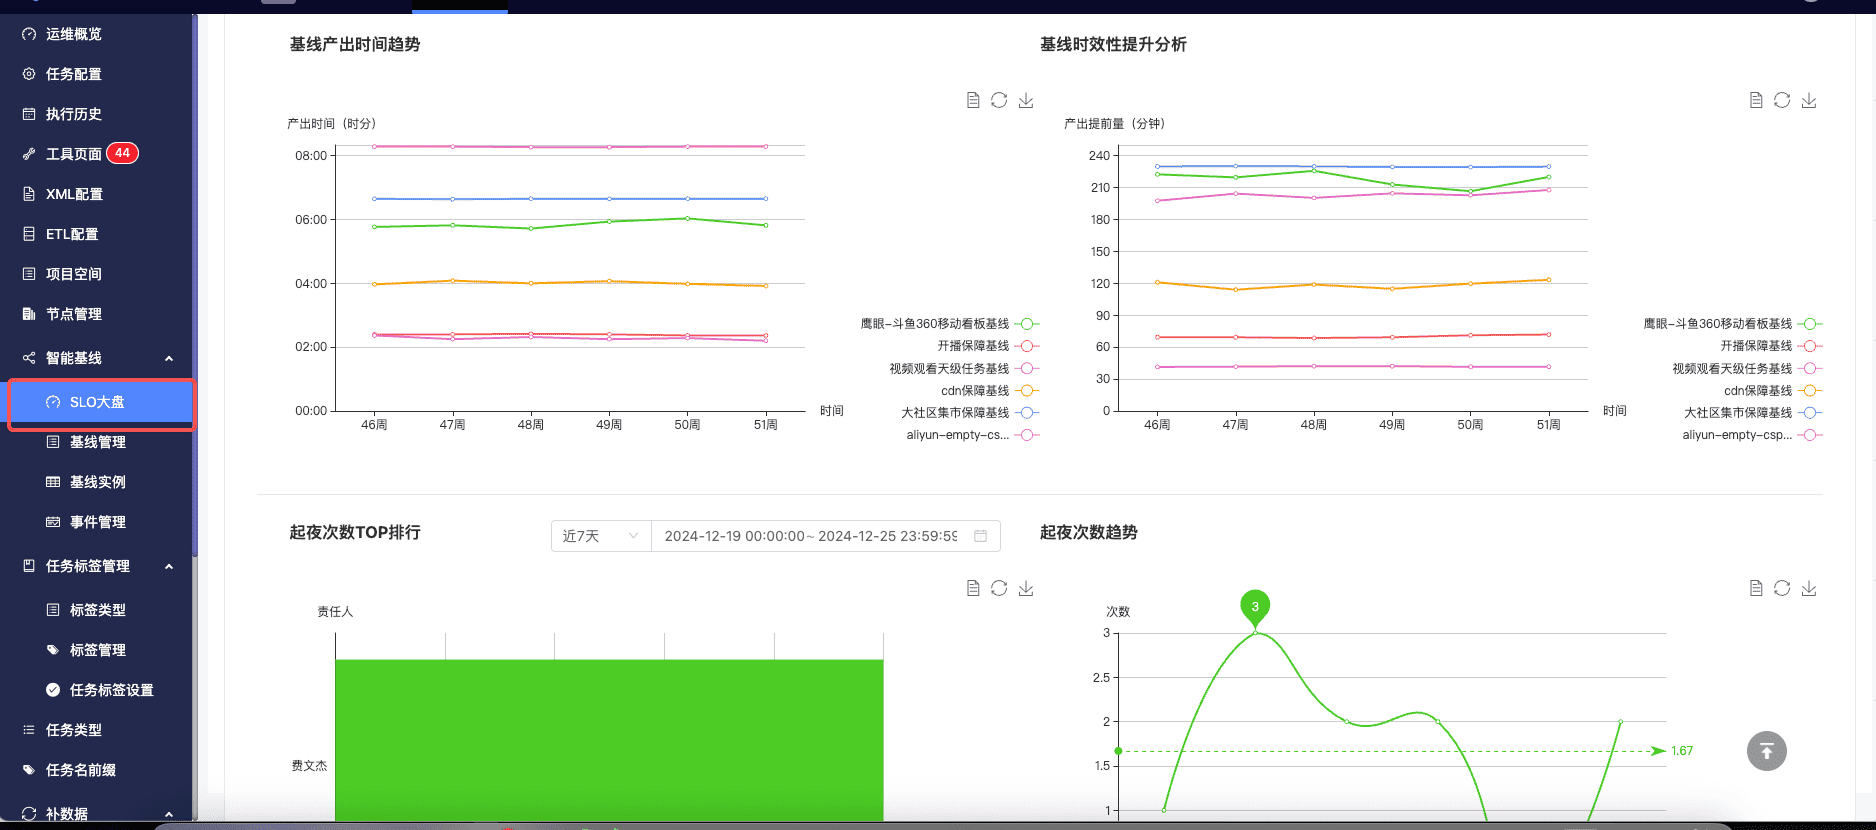 运维概览
任务配置
执行历史
工具页面 44
XML配置
ETL配置
项目空间
节点管理
智能基线
SLO大盘
基线管理
基线实例
事件管理
任务标签管理
标签类型
标签管理
任务标签设置
任务类型
任务名前缀
补数据
基线产出时间趋势
产出时间（时分）
08:00
06:00
04:00
02:00
00:00
46周 47周 48周 49周 50周 51周
时间
鹰眼-斗鱼360移动看板基线
开播保障基线
视频观看天级任务基线
cdn保障基线
大社区集市保障基线
aliyun-empty-cs...
基线时效性提升分析
产出提前量（分钟）
240
210
180
150
120
90
60
30
0
46周 47周 48周 49周 50周 51周
时间
鹰眼-斗鱼360移动看板基线
开播保障基线
视频观看天级任务基线
cdn保障基线
大社区集市保障基线
aliyun-empty-csp...
起夜次数TOP排行
近7天 2024-12-19 00:00:00~ 2024-12-25 23:59:59
责任人
费文杰
起夜次数趋势
次数
3
3
2.5
2
1.67
1.5
1